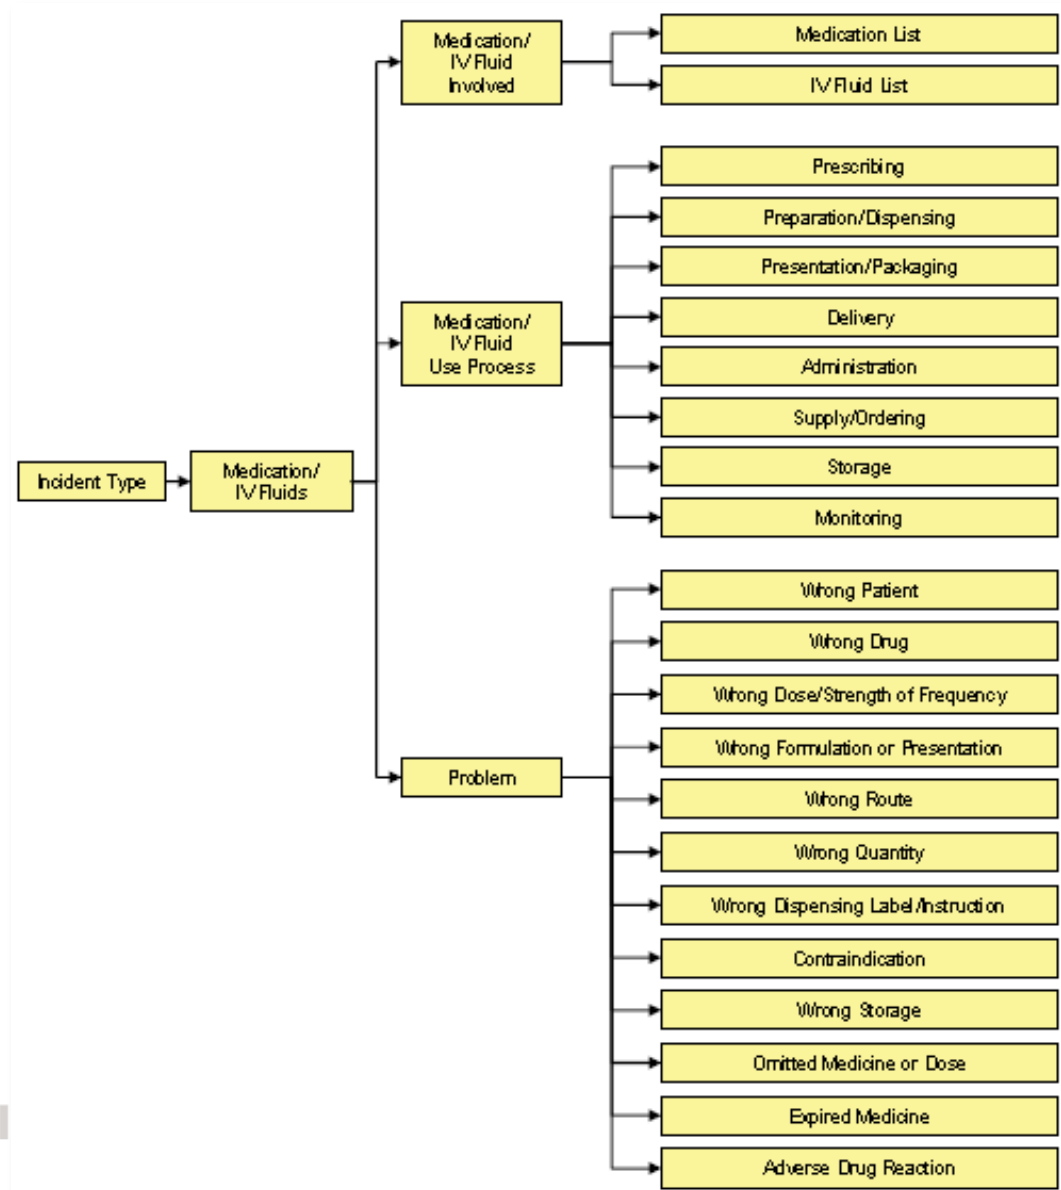 Incident Type
Medication/
IV Fluids
Medication/
IV Fluid
Involved
Medication List
IV Fluid List
Medication/
IV Fluid
Use Process
Prescribing
Preparation/Dispensing
Presentation/Packaging
Delivery
Administration
Supply/Ordering
Storage
Monitoring
Problem
Wrong Patient
Wrong Drug
Wrong Dose/Strength of Frequency
Wrong Formulation or Presentation
Wrong Route
Wrong Quantity
Wrong Dispensing Label/Instruction
Contraindication
Wrong Storage
Omitted Medicine or Dose
Expired Medicine
Adverse Drug Reaction